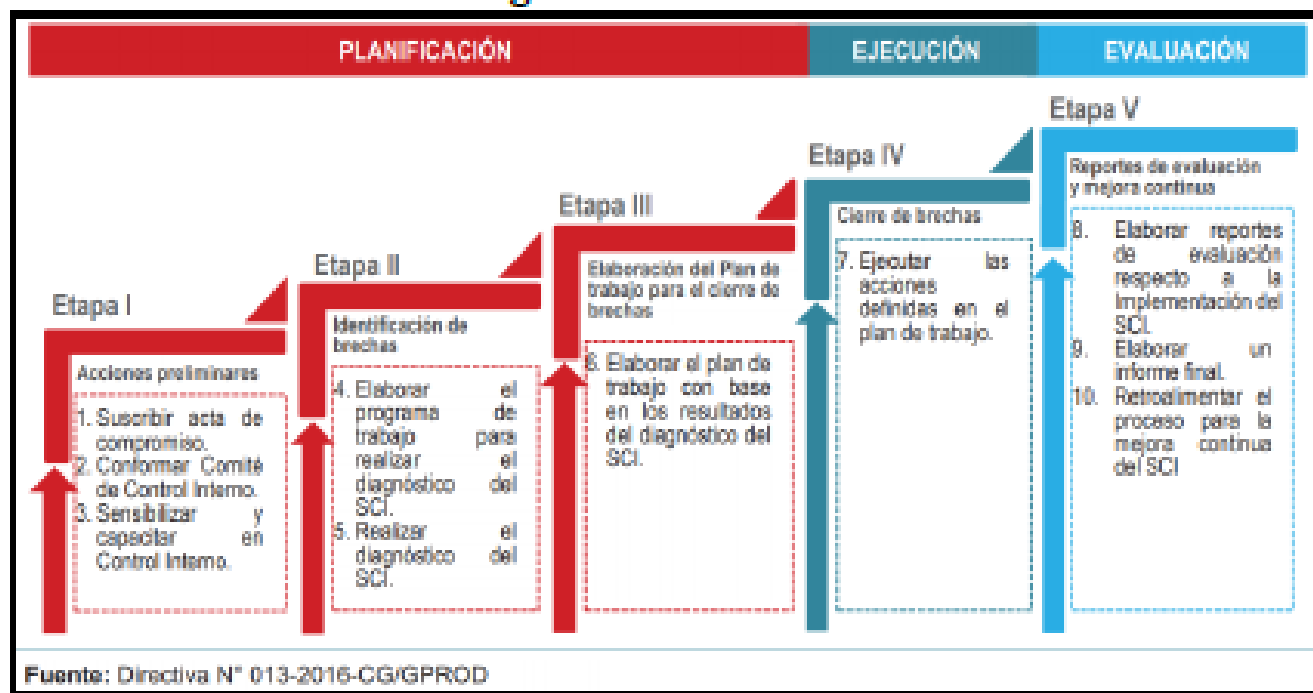 PLANIFICACIÓN
EJECUCIÓN
EVALUACIÓN
Etapa I
Acciones preliminares
1. Suscribir acta de
compromiso.
2. Conformar Comité
de Control Interno.
3. Sensibilizar y
capacitar en
Control Interno.
Etapa II
Identificación de
brechas
4. Elaborar el
programa de
trabajo para
realizar el
diagnóstico del
SCI.
5. Realizar el
diagnóstico del
SCI.
Etapa III
Elaboración del Plan de
trabajo para el cierre de
brechas
6. Elaborar el plan de
trabajo con base
en los resultados
del diagnóstico del
SCI.
Etapa IV
Cierre de brechas
7. Ejecutar las
acciones
definidas en el
plan de trabajo.
Etapa V
Reportes de evaluación
y mejora continua
8. Elaborar reportes
de evaluación
respecto a la
Implementación del
SCI.
9. Elaborar un
informe final.
10. Retroalimentar el
proceso para la
mejora continua
del SCI
Fuente: Directiva N° 013-2016-CG/GPROD